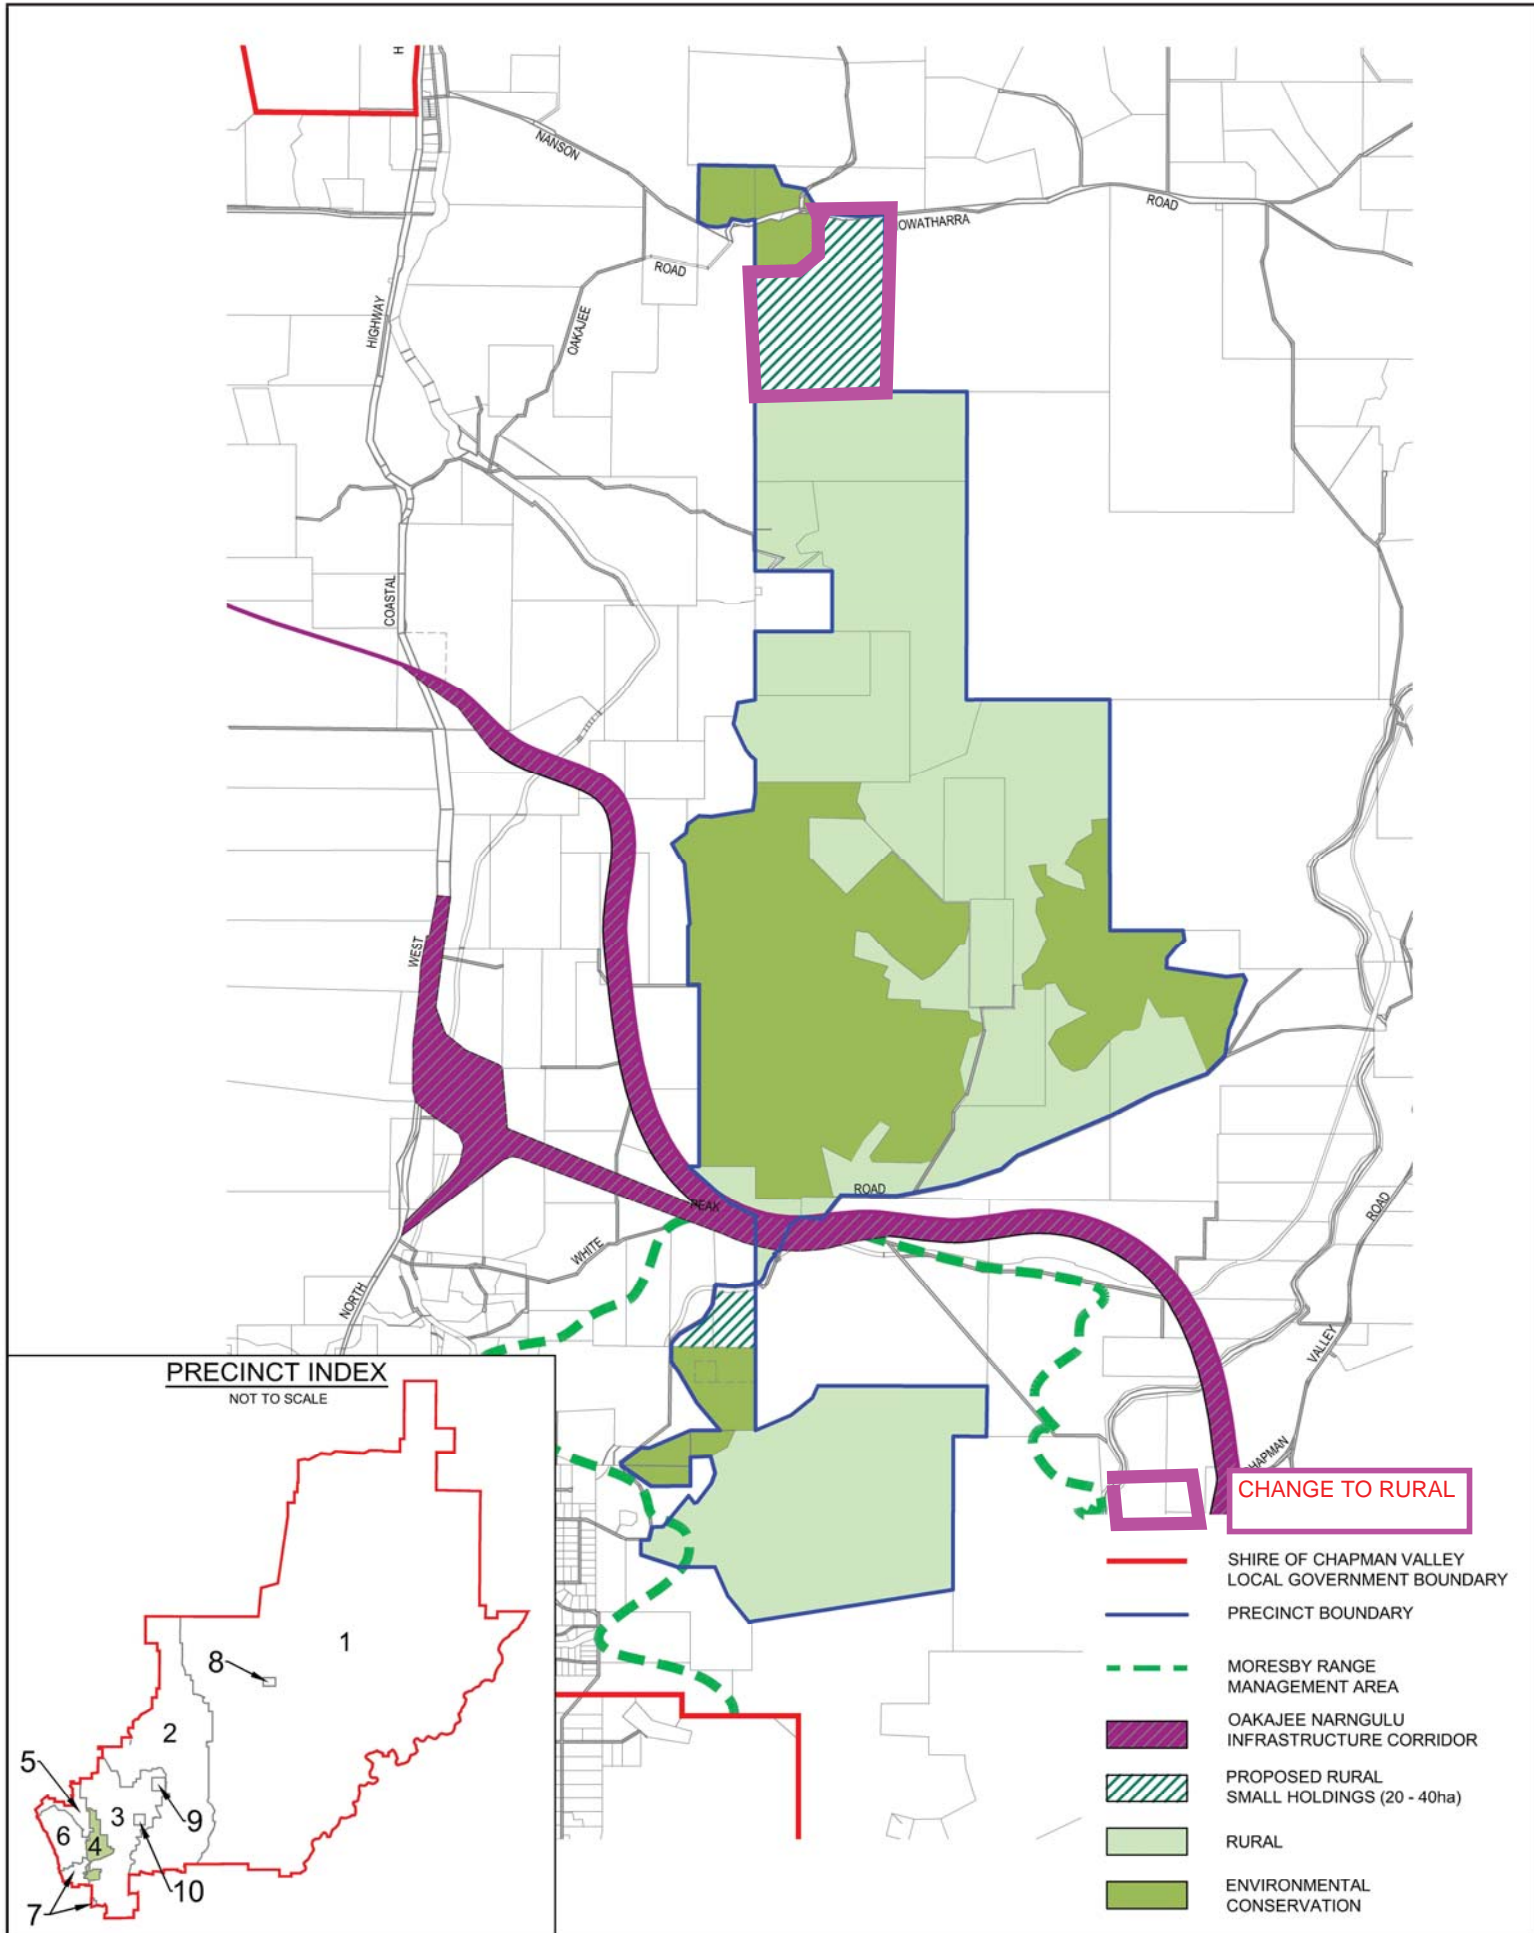 H
NANSON
ROAD
OWATHARRA
ROAD
HIGHWAY
OAKAJEE
COASTAL
WEST
PEAK
ROAD
WHITE
NORTH
ROAD
VALLEY
HAPMAN
PRECINCT INDEX
NOT TO SCALE
1
8
2
5
3
9
6
4
10
7
CHANGE TO RURAL
SHIRE OF CHAPMAN VALLEY
LOCAL GOVERNMENT BOUNDARY
PRECINCT BOUNDARY
MORESBY RANGE
MANAGEMENT AREA
OAKAJEE NARNGULU
INFRASTRUCTURE CORRIDOR
PROPOSED RURAL
SMALL HOLDINGS (20 - 40ha)
RURAL
ENVIRONMENTAL
CONSERVATION